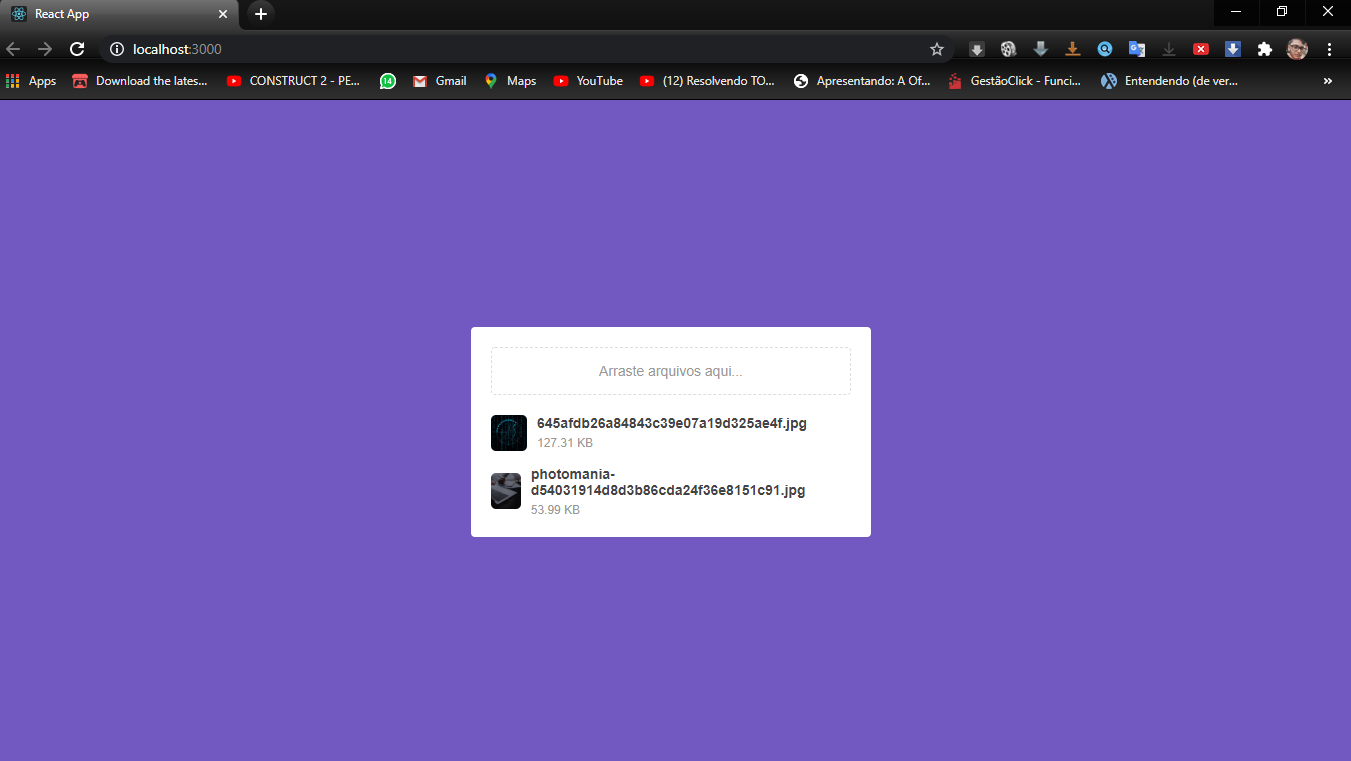 React App
localhost:3000
Apps Download the lates... CONSTRUCT 2 - PE... 14 Gmail Maps YouTube (12) Resolvendo TO... Apresentando: A Of... GestãoClick - Funci... Entendendo (de ver... »
Arraste arquivos aqui...
645afdb26a84843c39e07a19d325ae4f.jpg
127.31 KB
photomania-
d54031914d8d3b86cda24f36e8151c91.jpg
53.99 KB